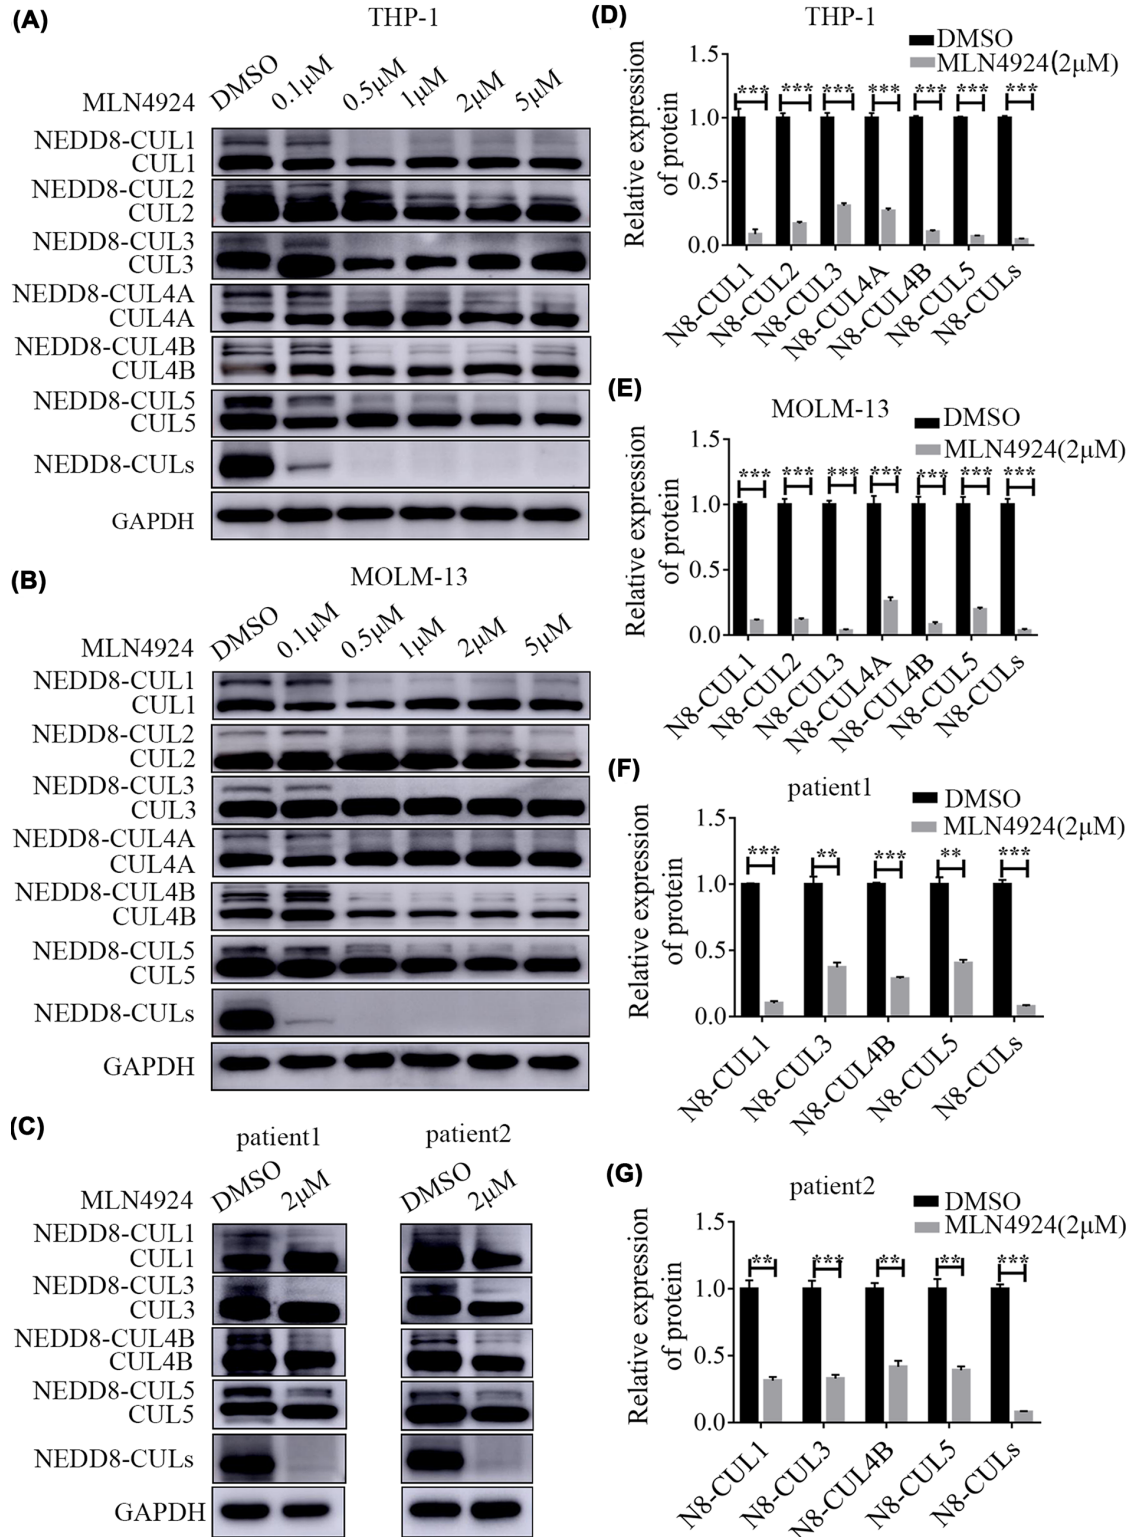 (A)
THP-1
MLN4924 DMSO 0.1μM 0.5μM 1μM 2μM 5μM
NEDD8-CUL1
CUL1
NEDD8-CUL2
CUL2
NEDD8-CUL3
CUL3
NEDD8-CUL4A
CUL4A
NEDD8-CUL4B
CUL4B
NEDD8-CUL5
CUL5
NEDD8-CULs
GAPDH
(B)
MOLM-13
MLN4924 DMSO 0.1μM 0.5μM 1μM 2μM 5μM
NEDD8-CUL1
CUL1
NEDD8-CUL2
CUL2
NEDD8-CUL3
CUL3
NEDD8-CUL4A
CUL4A
NEDD8-CUL4B
CUL4B
NEDD8-CUL5
CUL5
NEDD8-CULs
GAPDH
(C)
patient1 patient2
MLN4924 DMSO 2μM DMSO 2μM
NEDD8-CUL1
CUL1
NEDD8-CUL3
CUL3
NEDD8-CUL4B
CUL4B
NEDD8-CUL5
CUL5
NEDD8-CULs
GAPDH
(D)
THP-1
DMSO
MLN4924(2μM)
Relative expression
of protein
1.5
1.0
0.5
0.0
*** *** *** *** *** *** ***
N8-CUL1 N8-CUL2 N8-CUL3 N8-CUL4A N8-CUL4B N8-CUL5 N8-CULs
(E)
MOLM-13
DMSO
MLN4924(2μM)
Relative expression
of protein
1.5
1.0
0.5
0.0
*** *** *** *** *** *** ***
N8-CUL1 N8-CUL2 N8-CUL3 N8-CUL4A N8-CUL4B N8-CUL5 N8-CULs
(F)
patient1
DMSO
MLN4924(2μM)
Relative expression
of protein
1.5
1.0
0.5
0.0
*** ** *** ** ***
N8-CUL1 N8-CUL3 N8-CUL4B N8-CUL5 N8-CULs
(G)
patient2
DMSO
MLN4924(2μM)
Relative expression
of protein
1.5
1.0
0.5
0.0
** *** ** ** ***
N8-CUL1 N8-CUL3 N8-CUL4B N8-CUL5 N8-CULs